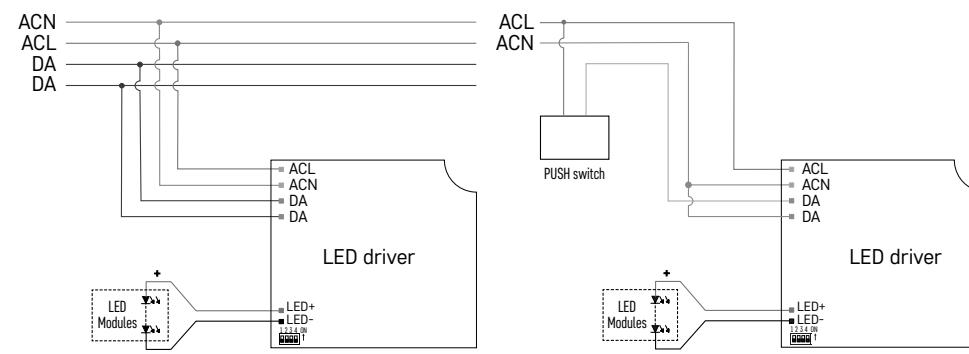 ACN
ACL
DA
DA
ACL
ACN
DA
DA
LED driver
+
LED
Modules
LED+
LED-
1 2 3 4 ON
↑
ACL
ACN
PUSH switch
ACL
ACN
DA
DA
LED driver
+
LED
Modules
LED+
LED-
1 2 3 4 ON
↑